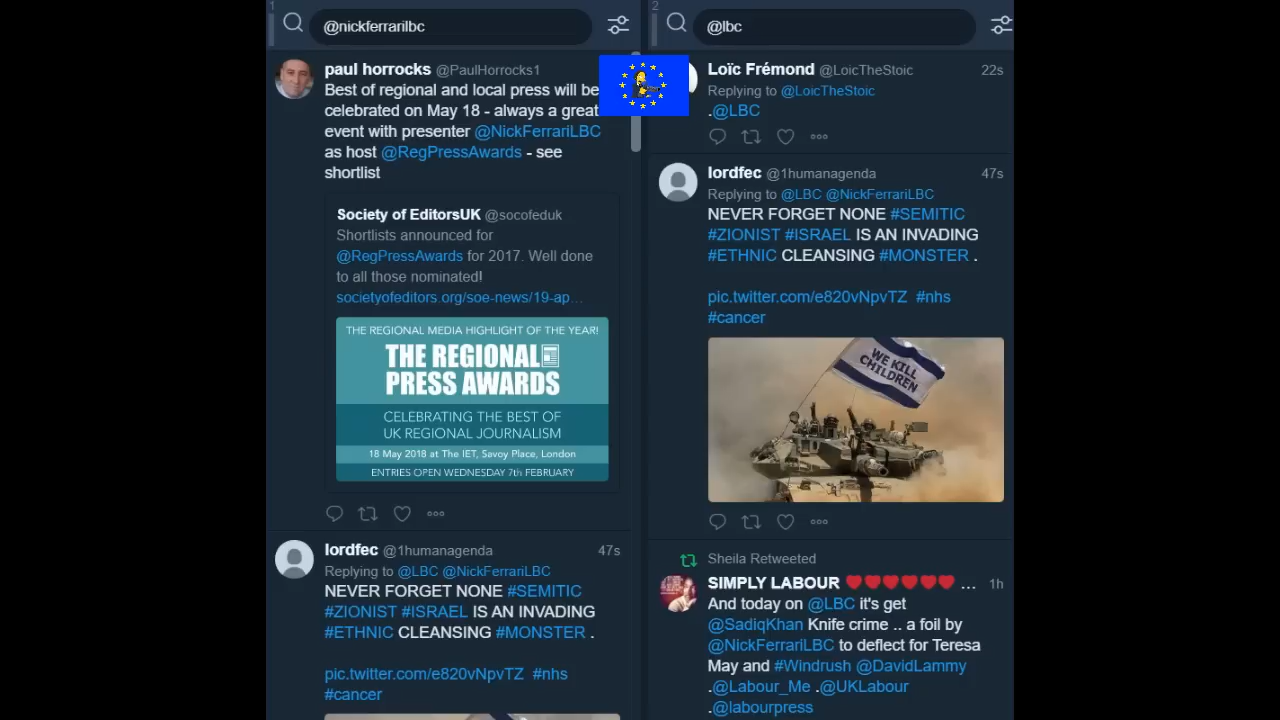 1
@nickferrarilbc
paul horrocks @PaulHorrocks1
Best of regional and local press will be
celebrated on May 18 - always a great
event with presenter @NickFerrariLBC
as host @RegPressAwards - see
shortlist
Society of EditorsUK @socofeduk
Shortlists announced for
@RegPressAwards for 2017. Well done
to all those nominated!
societyofeditors.org/soe-news/19-ap…
THE REGIONAL MEDIA HIGHLIGHT OF THE YEAR!
THE REGIONAL
PRESS AWARDS
CELEBRATING THE BEST OF
UK REGIONAL JOURNALISM
18 May 2018 at The IET, Savoy Place, London
ENTRIES OPEN WEDNESDAY 7th FEBRUARY
lordfec @1humanagenda 47s
Replying to @LBC @NickFerrariLBC
NEVER FORGET NONE #SEMITIC
#ZIONIST #ISRAEL IS AN INVADING
#ETHNIC CLEANSING #MONSTER .
pic.twitter.com/e820vNpvTZ #nhs
#cancer
2
@lbc
Loïc Frémond @LoicTheStoic 22s
Replying to @LoicTheStoic
.@LBC
lordfec @1humanagenda 47s
Replying to @LBC @NickFerrariLBC
NEVER FORGET NONE #SEMITIC
#ZIONIST #ISRAEL IS AN INVADING
#ETHNIC CLEANSING #MONSTER .
pic.twitter.com/e820vNpvTZ #nhs
#cancer
WE KILL
CHILDREN
Sheila Retweeted
SIMPLY LABOUR ❤❤❤❤❤❤ … 1h
And today on @LBC it's get
@SadiqKhan Knife crime .. a foil by
@NickFerrariLBC to deflect for Teresa
May and #Windrush @DavidLammy
.@Labour_Me .@UKLabour
.@labourpress